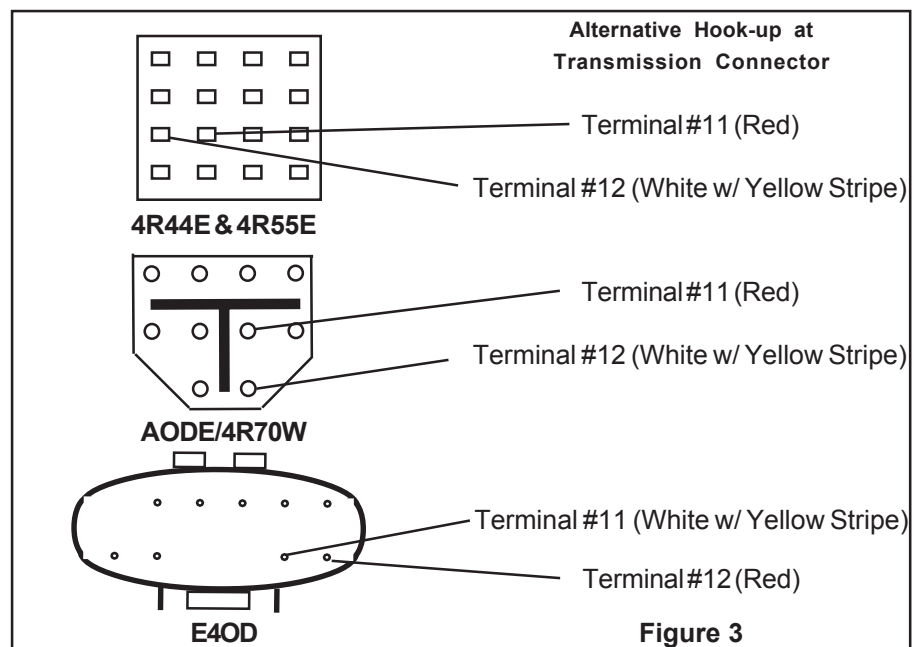 Alternative Hook-up at
Transmission Connector
Terminal #11 (Red)
Terminal #12 (White w/ Yellow Stripe)
4R44E & 4R55E
Terminal #11 (Red)
Terminal #12 (White w/ Yellow Stripe)
AODE/4R70W
Terminal #11 (White w/ Yellow Stripe)
Terminal #12 (Red)
E4OD
Figure 3